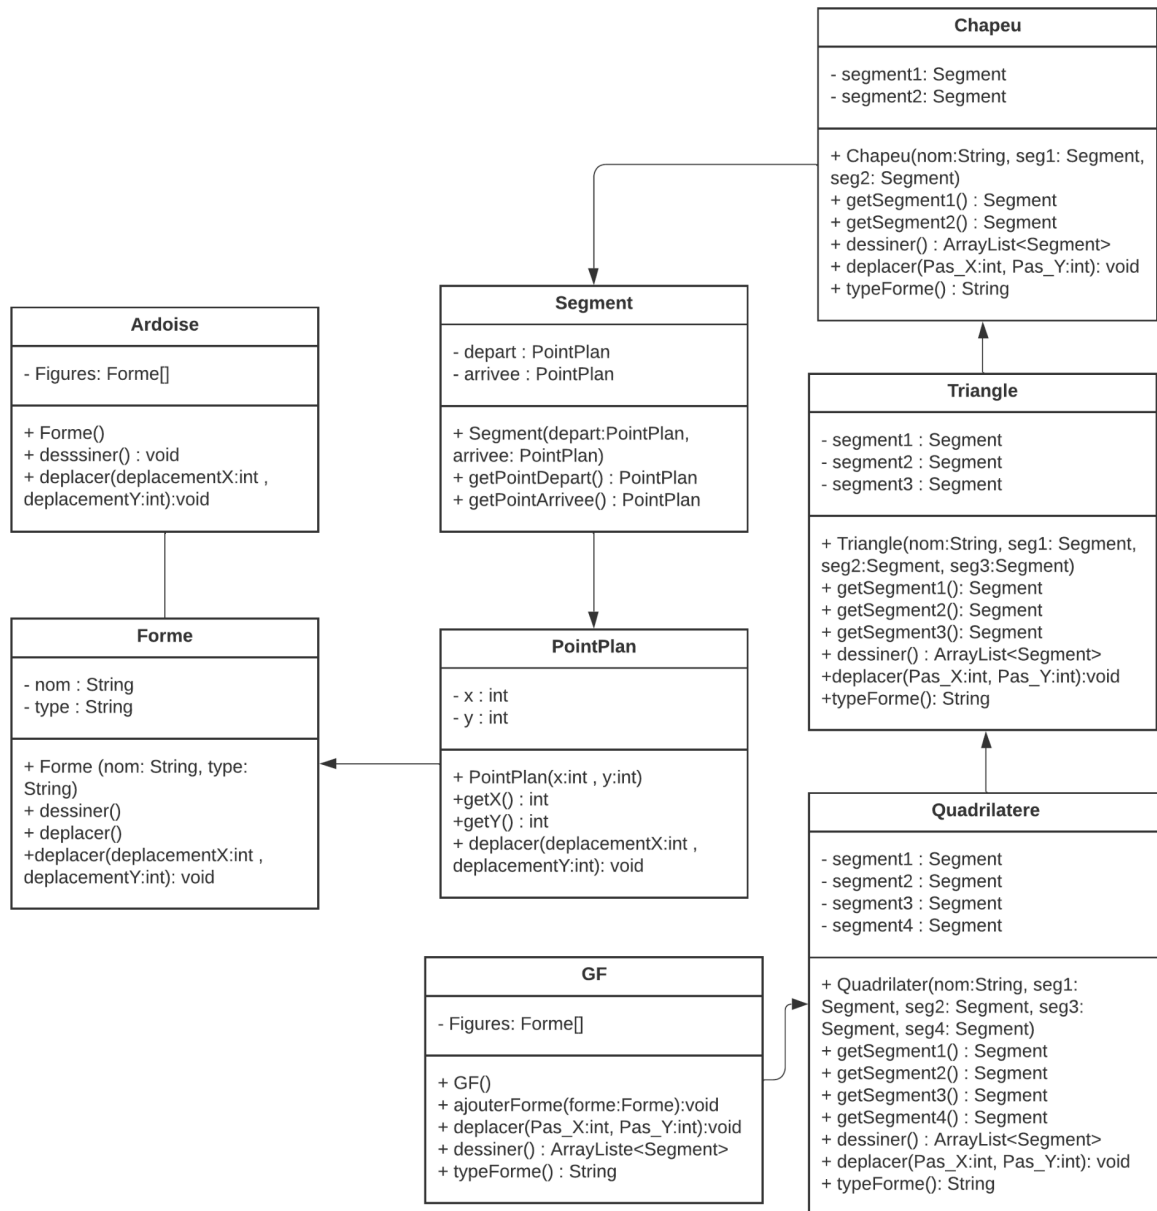 Chapeu
- segment1: Segment
- segment2: Segment
+ Chapeu(nom:String, seg1: Segment,
seg2: Segment)
+ getSegment1() : Segment
+ getSegment2() : Segment
+ dessiner() : ArrayList<Segment>
+ deplacer(Pas_X:int, Pas_Y:int): void
+ typeForme() : String
Ardoise
- Figures: Forme[]
+ Forme()
+ desssiner() : void
+ deplacer(deplacementX:int ,
deplacementY:int):void
Segment
- depart : PointPlan
- arrivee : PointPlan
+ Segment(depart:PointPlan,
arrivee: PointPlan)
+ getPointDepart() : PointPlan
+ getPointArrivee() : PointPlan
Triangle
- segment1 : Segment
- segment2 : Segment
- segment3 : Segment
+ Triangle(nom:String, seg1: Segment,
seg2:Segment, seg3:Segment)
+ getSegment1(): Segment
+ getSegment2(): Segment
+ getSegment3(): Segment
+ dessiner() : ArrayList<Segment>
+deplacer(Pas_X:int, Pas_Y:int):void
+typeForme(): String
Forme
- nom : String
- type : String
+ Forme (nom: String, type:
String)
+ dessiner()
+ deplacer()
+deplacer(deplacementX:int ,
deplacementY:int): void
PointPlan
- x : int
- y : int
+ PointPlan(x:int , y:int)
+getX() : int
+getY() : int
+ deplacer(deplacementX:int ,
deplacementY:int): void
Quadrilatere
- segment1 : Segment
- segment2 : Segment
- segment3 : Segment
- segment4 : Segment
+ Quadrilater(nom:String, seg1:
Segment, seg2: Segment, seg3:
Segment, seg4: Segment)
+ getSegment1() : Segment
+ getSegment2() : Segment
+ getSegment3() : Segment
+ getSegment4() : Segment
+ dessiner() : ArrayList<Segment>
+ deplacer(Pas_X:int, Pas_Y:int): void
+ typeForme(): String
GF
- Figures: Forme[]
+ GF()
+ ajouterForme(forme:Forme):void
+ deplacer(Pas_X:int, Pas_Y:int):void
+ dessiner() : ArrayListe<Segment>
+ typeForme() : String